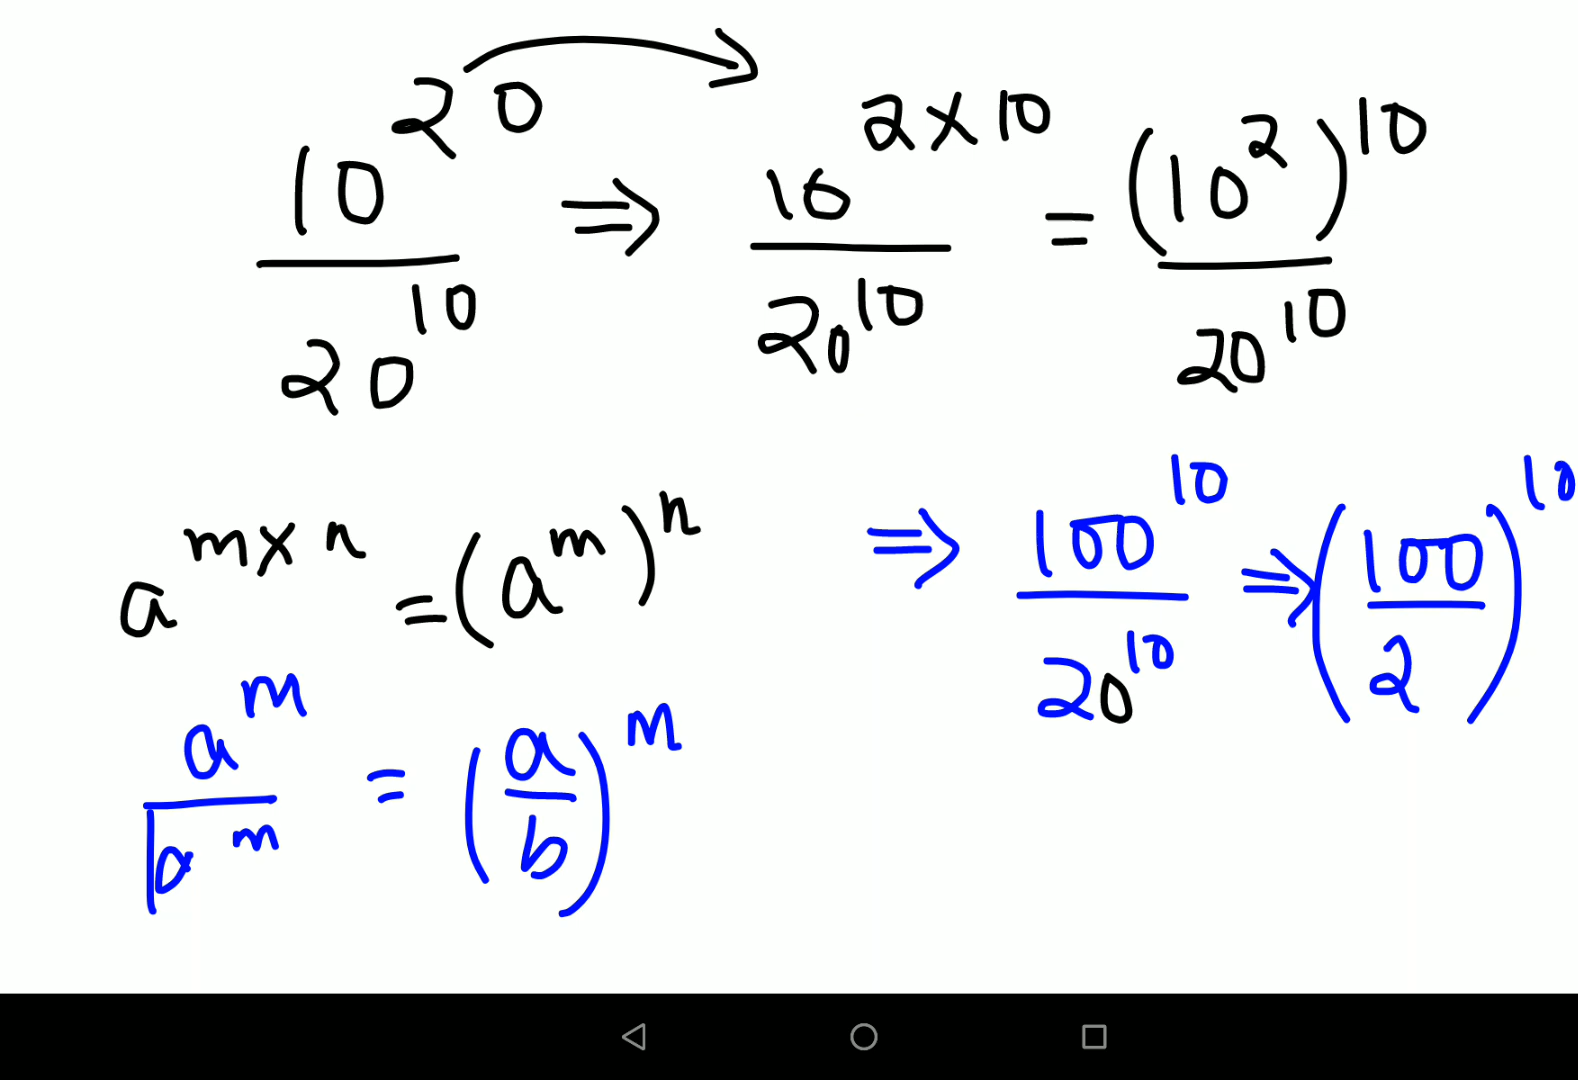 10^20 / 20^10 ⇒ 10^(2×10) / 20^10 = (10^2)^10 / 20^10
a^(m×n) = (a^m)^n
⇒ 100^10 / 20^10 ⇒ (100/2)^10
a^m / b^m = (a/b)^m